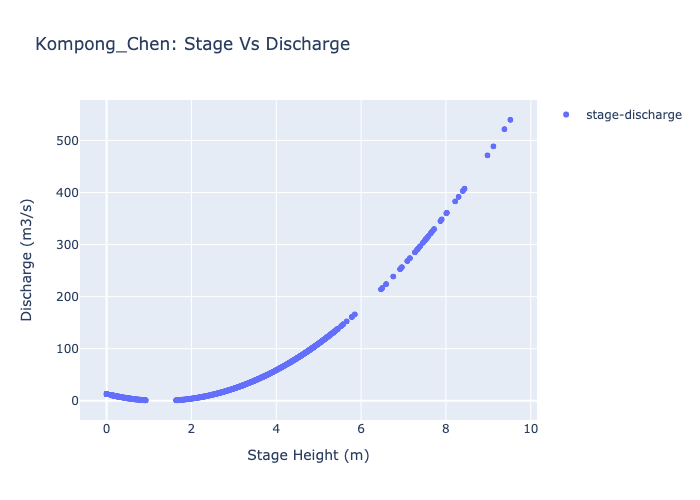 Kompong_Chen: Stage Vs Discharge
stage-discharge
500
400
300
200
100
0
Discharge (m3/s)
0 2 4 6 8 10
Stage Height (m)